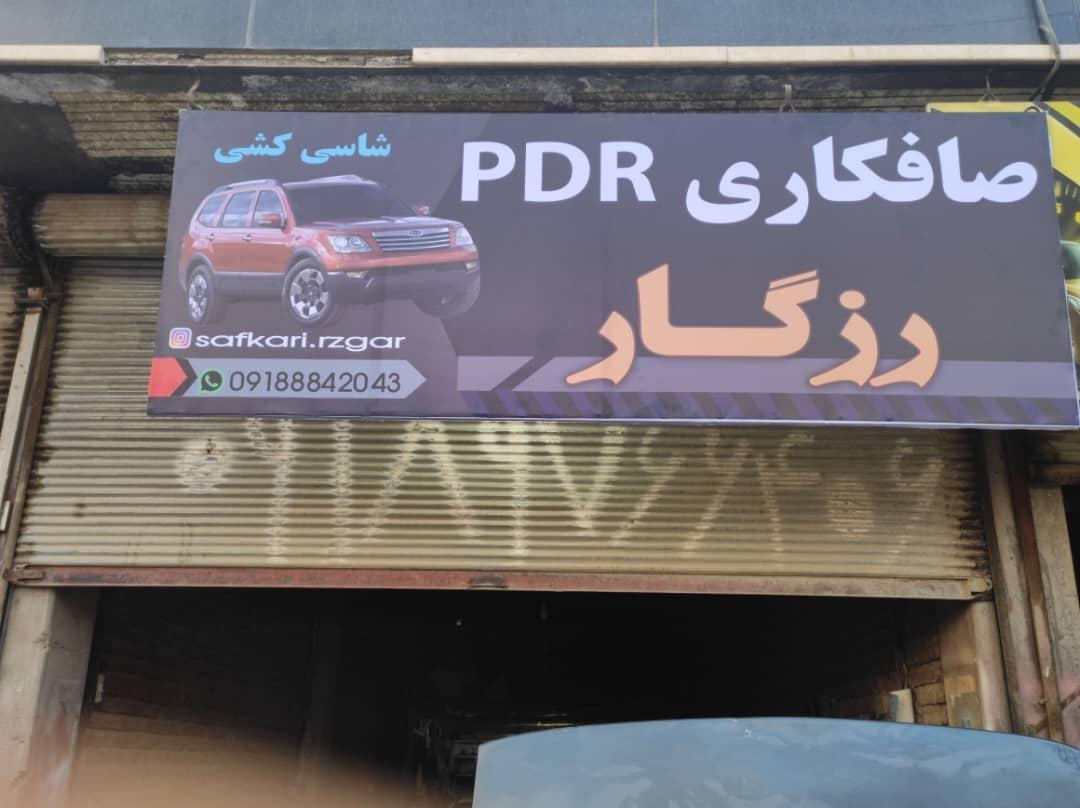 صافکاری PDR
رزگار
شاسی کشی
safkari.rzgar
09188842043